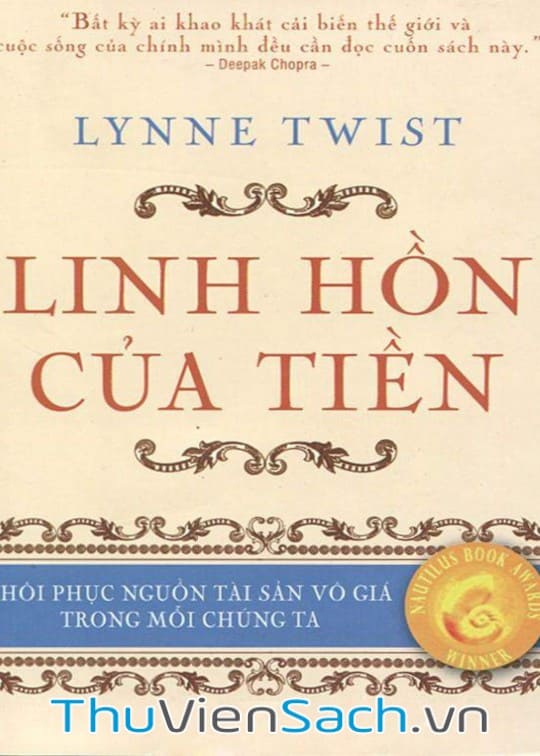 “Bất kỳ ai khao khát cải biến thế giới và
cuộc sống của chính mình đều cần đọc cuốn sách này.”
– Deepak Chopra –
LYNNE TWIST
LINH HỒN
CỦA TIỀN
HỒI PHỤC NGUỒN TÀI SẢN VÔ GIÁ
TRONG MỖI CHÚNG TA
NAUTILUS BOOK AWARDS
WINNER
ThuVienSach.vn